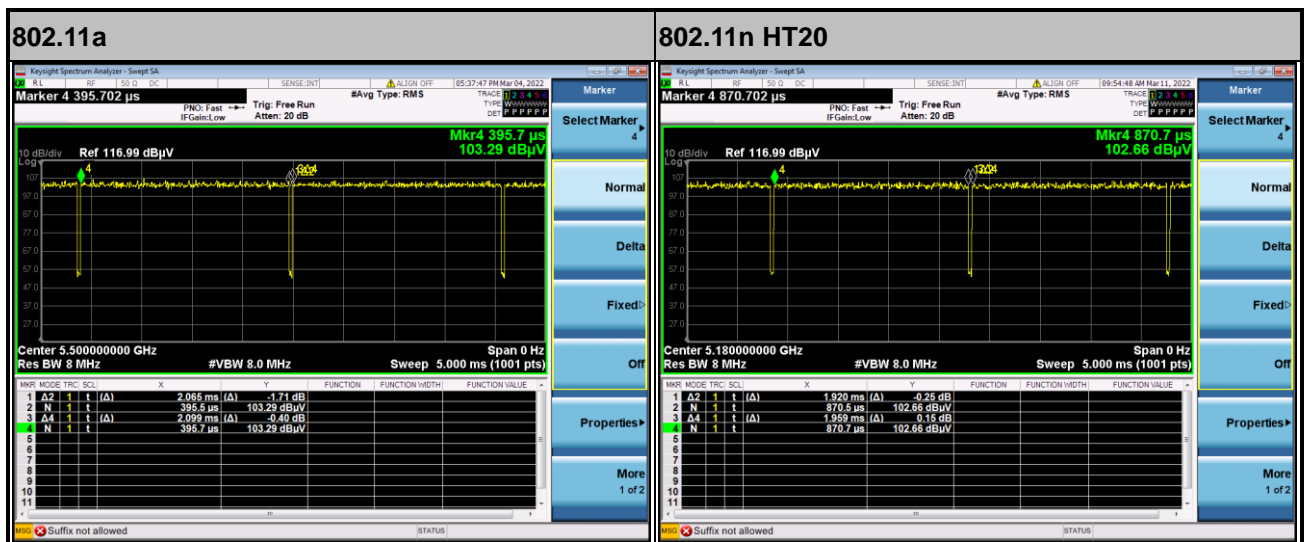 802.11a
Keysight Spectrum Analyzer - Swept SA
RL RF 50 Ω DC SENSE:INT ALIGN OFF 05:37:47 PM Mar 04, 2022
Marker 4 395.702 µs
PNO: Fast
IFGain:Low
Trig: Free Run
Atten: 20 dB
#Avg Type: RMS
TRACE 1 2 3 4 5 6
TYPE W
DET P P P P P P
Mkr4 395.7 µs
103.29 dBµV
10 dB/div
Log
Ref 116.99 dBµV
107
97.0
87.0
77.0
67.0
57.0
47.0
37.0
27.0
4
Center 5.500000000 GHz
Span 0 Hz
Res BW 8 MHz
#VBW 8.0 MHz
Sweep 5.000 ms (1001 pts)
MKR MODE TRC SCL X Y FUNCTION FUNCTION WIDTH FUNCTION VALUE
1 Δ2 1 t (Δ) 2.065 ms (Δ) -1.71 dB
2 N 1 t 395.5 µs 103.29 dBµV
3 Δ4 1 t (Δ) 2.099 ms (Δ) -0.40 dB
4 N 1 t 395.7 µs 103.29 dBµV
5
6
7
8
9
10
11
MSG Suffix not allowed STATUS
Marker
Select Marker
4
Normal
Delta
Fixed
Off
Properties
More
1 of 2
802.11n HT20
Keysight Spectrum Analyzer - Swept SA
RL RF 50 Ω DC SENSE:INT ALIGN OFF 09:54:48 AM Mar 11, 2022
Marker 4 870.702 µs
PNO: Fast
IFGain:Low
Trig: Free Run
Atten: 20 dB
#Avg Type: RMS
TRACE 1 2 3 4 5 6
TYPE W
DET P P P P P P
Mkr4 870.7 µs
102.66 dBµV
10 dB/div
Log
Ref 116.99 dBµV
107
97.0
87.0
77.0
67.0
57.0
47.0
37.0
27.0
4
Center 5.180000000 GHz
Span 0 Hz
Res BW 8 MHz
#VBW 8.0 MHz
Sweep 5.000 ms (1001 pts)
MKR MODE TRC SCL X Y FUNCTION FUNCTION WIDTH FUNCTION VALUE
1 Δ2 1 t (Δ) 1.920 ms (Δ) -0.25 dB
2 N 1 t 870.5 µs 102.66 dBµV
3 Δ4 1 t (Δ) 1.959 ms (Δ) 0.15 dB
4 N 1 t 870.7 µs 102.66 dBµV
5
6
7
8
9
10
11
MSG Suffix not allowed STATUS
Marker
Select Marker
4
Normal
Delta
Fixed
Off
Properties
More
1 of 2